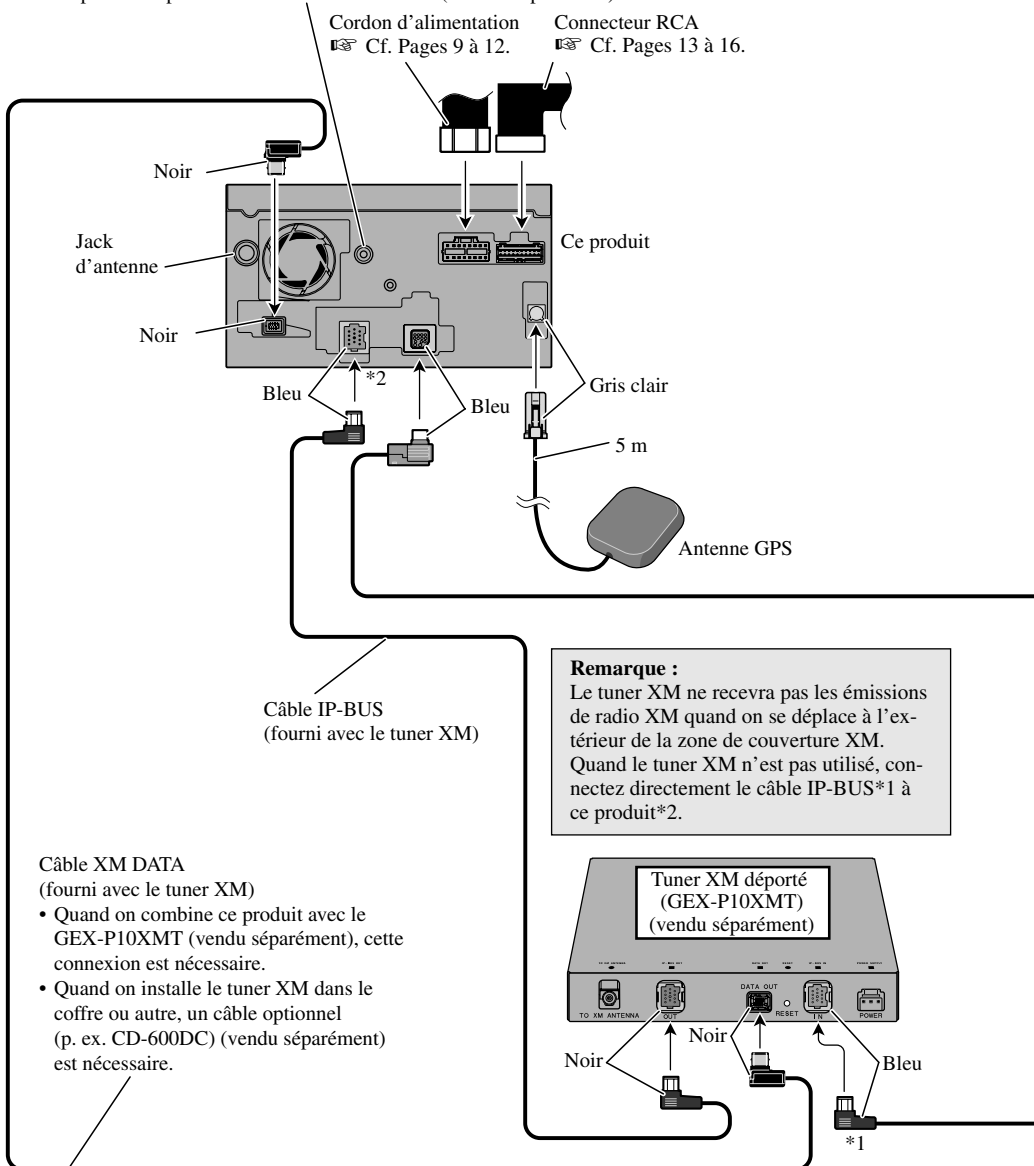 Cordon d'alimentation
☞ Cf. Pages 9 à 12.
Connecteur RCA
☞ Cf. Pages 13 à 16.
Noir
Jack
d'antenne
Ce produit
Noir
Bleu
*2
Bleu
Gris clair
5 m
Antenne GPS
Câble IP-BUS
(fourni avec le tuner XM)
Remarque :
Le tuner XM ne recevra pas les émissions
de radio XM quand on se déplace à l'ex-
térieur de la zone de couverture XM.
Quand le tuner XM n'est pas utilisé, con-
nectez directement le câble IP-BUS*1 à
ce produit*2.
Câble XM DATA
(fourni avec le tuner XM)
• Quand on combine ce produit avec le
GEX-P10XMT (vendu séparément), cette
connexion est nécessaire.
• Quand on installe le tuner XM dans le
coffre ou autre, un câble optionnel
(p. ex. CD-600DC) (vendu séparément)
est nécessaire.
Tuner XM déporté
(GEX-P10XMT)
(vendu séparément)
TO XM ANTENNA
OUT
DATA OUT
RESET
IN
POWER
Noir
Noir
Bleu
*1